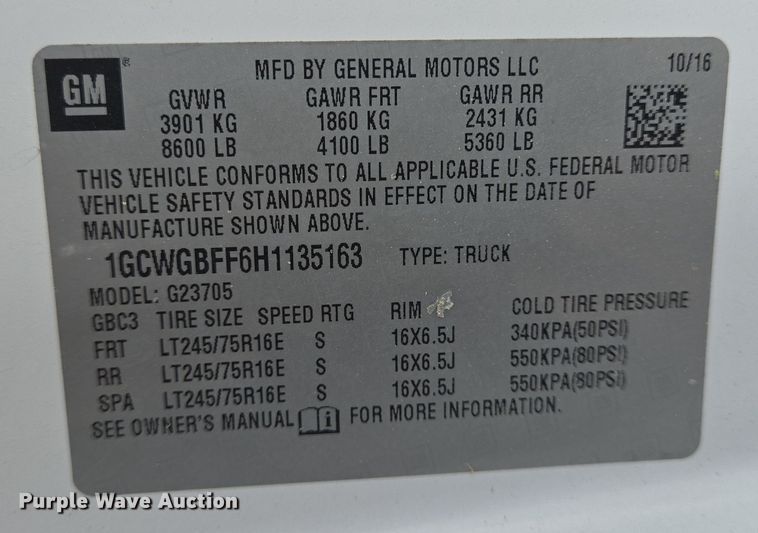 GM ®
MFD BY GENERAL MOTORS LLC 10/16
GVWR GAWR FRT GAWR RR
3901 KG 1860 KG 2431 KG
8600 LB 4100 LB 5360 LB
THIS VEHICLE CONFORMS TO ALL APPLICABLE U.S. FEDERAL MOTOR
VEHICLE SAFETY STANDARDS IN EFFECT ON THE DATE OF
MANUFACTURE SHOWN ABOVE.
1GCWGBFF6H1135163 TYPE: TRUCK
MODEL: G23705
GBC3 TIRE SIZE SPEED RTG RIM COLD TIRE PRESSURE
FRT LT245/75R16E S 16X6.5J 340KPA(50PSI)
RR LT245/75R16E S 16X6.5J 550KPA(80PSI)
SPA LT245/75R16E S 16X6.5J 550KPA(80PSI)
SEE OWNER'S MANUAL i FOR MORE INFORMATION.
Purple Wave Auction